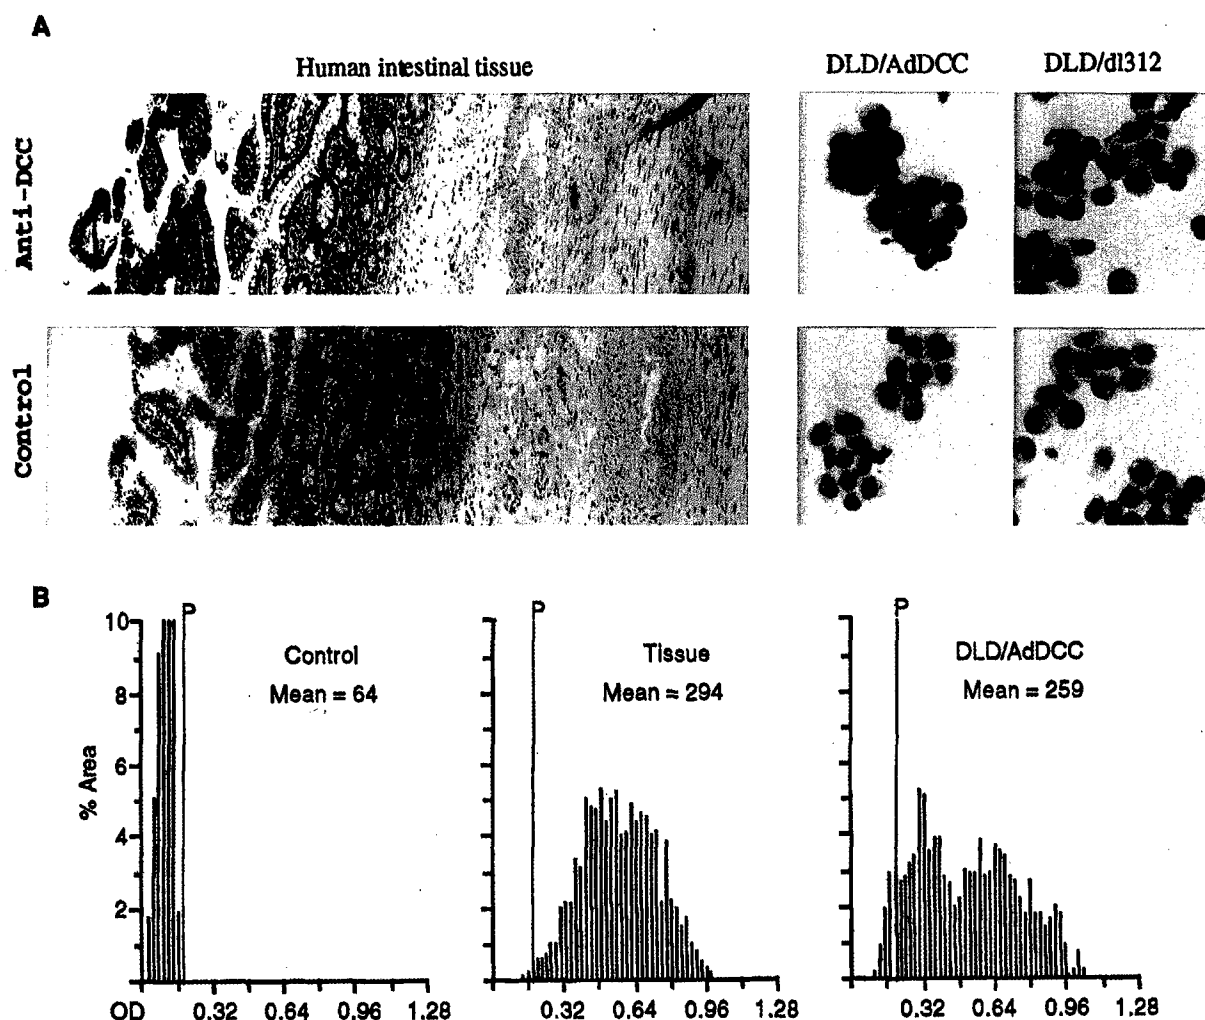 A
Human intestinal tissue
DLD/AdDCC
DLD/dl312
Anti-DCC
Control
B
P
Control
Mean = 64
P
Tissue
Mean = 294
P
DLD/AdDCC
Mean = 259
% Area
10
8
6
4
2
OD 0.32 0.64 0.96 1.28
0.32 0.64 0.96 1.28
0.32 0.64 0.96 1.28